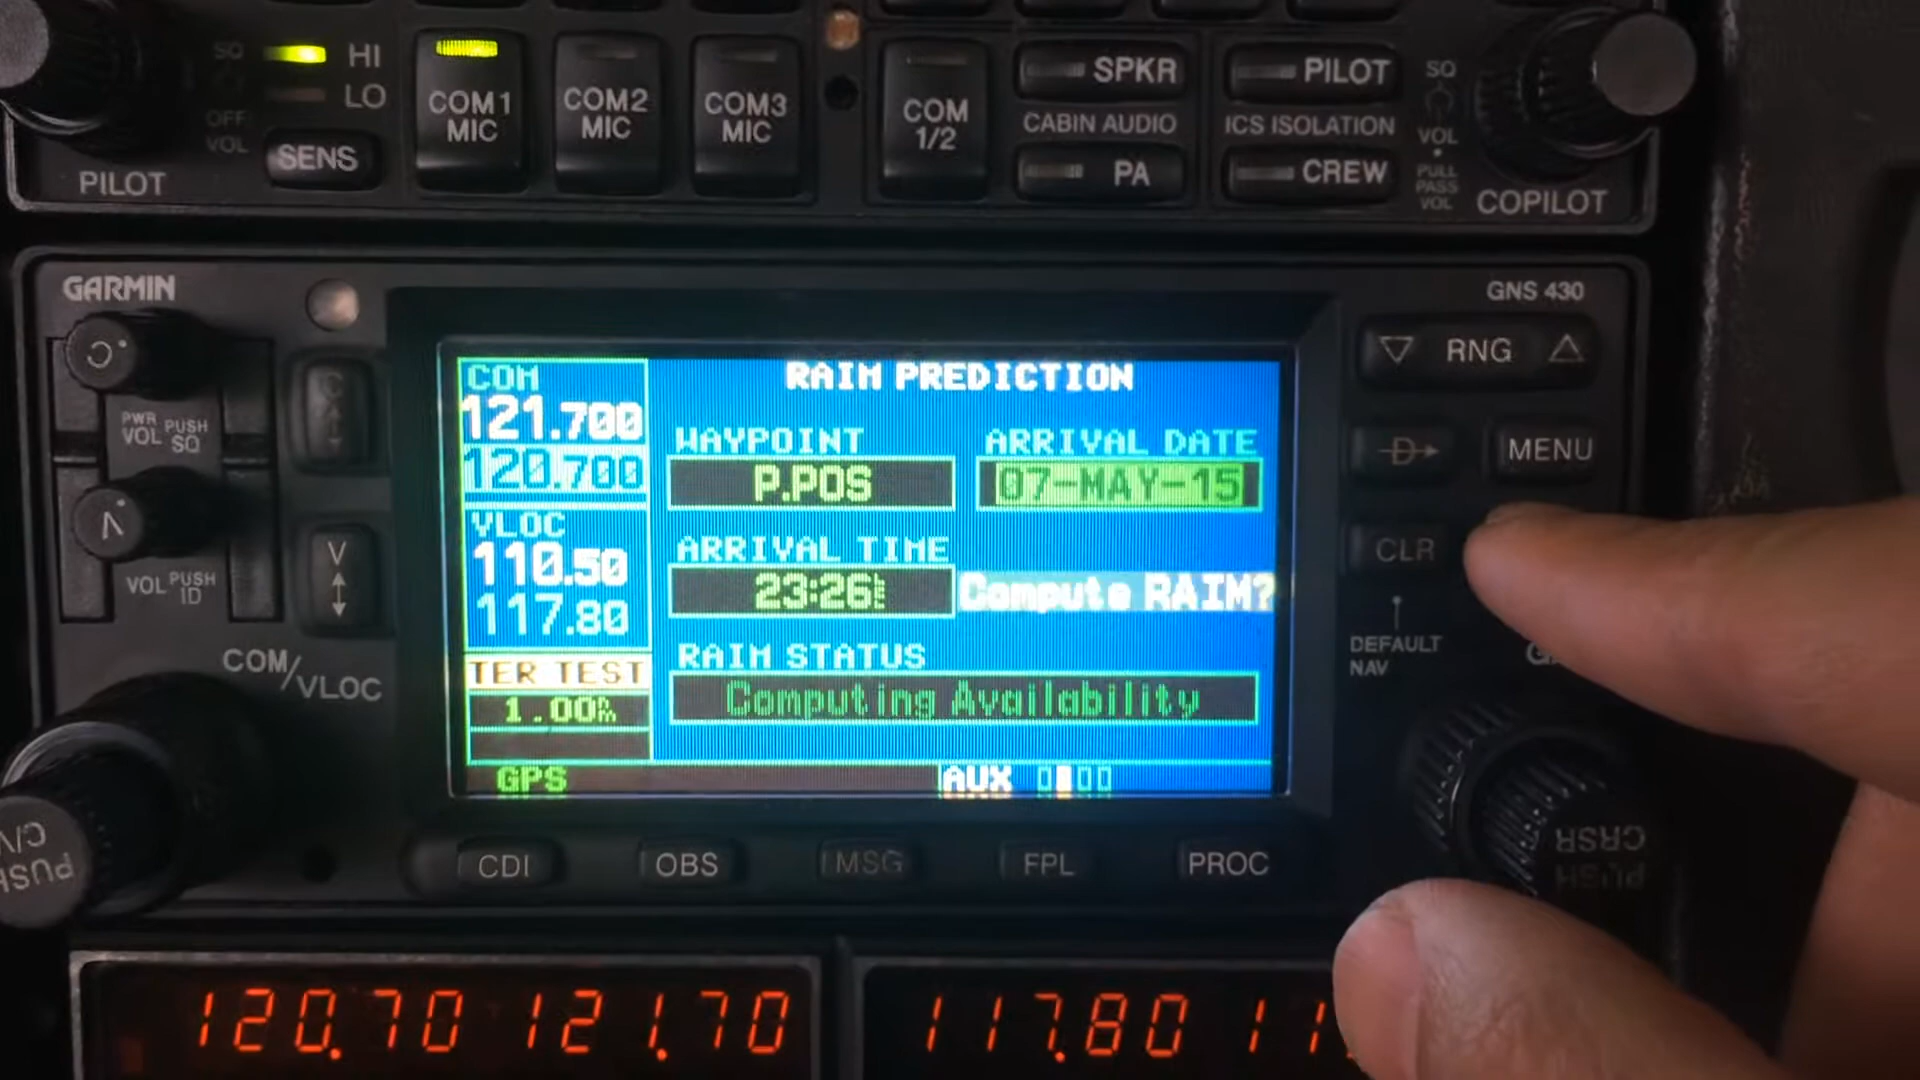 SQ
HI
LO
OFF
VOL
SENS
PILOT
COM1
MIC
COM2
MIC
COM3
MIC
COM
1/2
SPKR
CABIN AUDIO
PA
PILOT
ICS ISOLATION
CREW
SQ
VOL
PULL
PASS
VOL
COPILOT
GARMIN
GNS 430
PWR
VOL PUSH
SQ
C
V
VOL PUSH
ID
COM/VLOC
PUSH
C/V
COM
121.700
120.700
VLOC
110.50
117.80
TER TEST
1.00nm
GPS
RAIM PREDICTION
WAYPOINT
P.POS
ARRIVAL DATE
07-MAY-15
ARRIVAL TIME
23:26
Compute RAIM?
RAIM STATUS
Computing Availability
AUX
RNG
D
MENU
CLR
DEFAULT
NAV
PUSH
CRSR
CDI
OBS
MSG
FPL
PROC
120.70 121.70
117.80 11